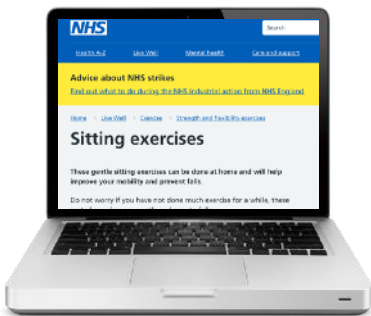 NHS
Search
Health A-Z Live Well Mental health Care and support
Advice about NHS strikes
Find out what to do during the NHS industrial action from NHS England
Home Live Well Exercise Strength and flexibility exercises
Sitting exercises
These gentle sitting exercises can be done at home and will help
improve your mobility and prevent falls.
Do not worry if you have not done much exercise for a while, these